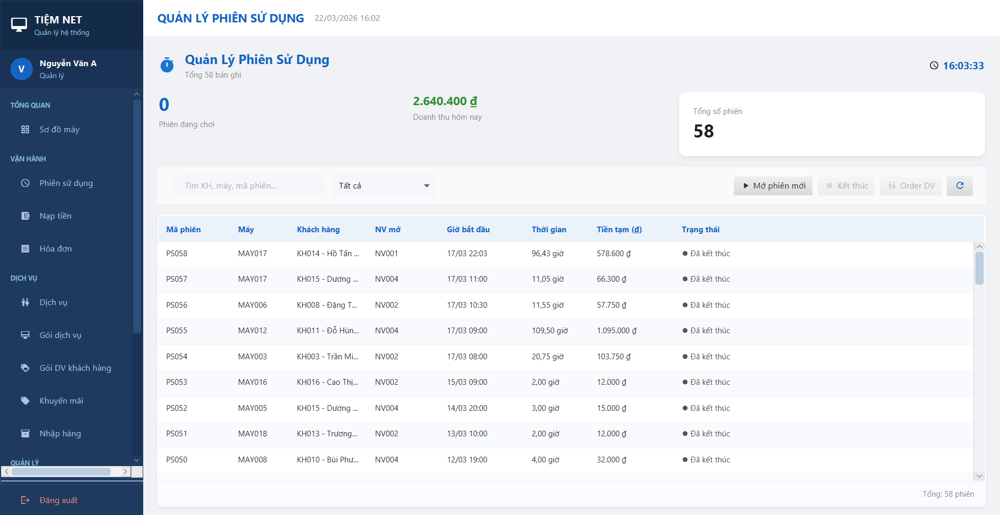 TIỆM NET
Quản lý hệ thống
V
Nguyễn Văn A
Quản lý
TỔNG QUAN
Sơ đồ máy
VẬN HÀNH
Phiên sử dụng
Nạp tiền
Hóa đơn
DỊCH VỤ
Dịch vụ
Gói dịch vụ
Gói DV khách hàng
Khuyến mãi
Nhập hàng
QUẢN LÝ
Đăng xuất
QUẢN LÝ PHIÊN SỬ DỤNG 22/03/2026 16:02
Quản Lý Phiên Sử Dụng
Tổng 58 bản ghi
16:03:33
0
Phiên đang chơi
2.640.400 ₫
Doanh thu hôm nay
Tổng số phiên
58
Tìm KH, máy, mã phiên... Tất cả Mở phiên mới Kết thúc Order DV
Mã phiên Máy Khách hàng NV mở Giờ bắt đầu Thời gian Tiền tạm (₫) Trạng thái
PS058 MAY017 KH014 - Hồ Tấn ... NV001 17/03 22:03 96,43 giờ 578.600 ₫ ● Đã kết thúc
PS057 MAY017 KH015 - Dương ... NV004 17/03 11:00 11,05 giờ 66.300 ₫ ● Đã kết thúc
PS056 MAY006 KH008 - Đặng T... NV002 17/03 10:30 11,55 giờ 57.750 ₫ ● Đã kết thúc
PS055 MAY012 KH011 - Đỗ Hùn... NV004 17/03 09:00 109,50 giờ 1.095.000 ₫ ● Đã kết thúc
PS054 MAY003 KH003 - Trần Mi... NV002 17/03 08:00 20,75 giờ 103.750 ₫ ● Đã kết thúc
PS053 MAY016 KH016 - Cao Thị... NV002 15/03 09:00 2,00 giờ 12.000 ₫ ● Đã kết thúc
PS052 MAY005 KH015 - Dương ... NV004 14/03 20:00 3,00 giờ 15.000 ₫ ● Đã kết thúc
PS051 MAY018 KH013 - Trương... NV002 13/03 10:00 2,00 giờ 12.000 ₫ ● Đã kết thúc
PS050 MAY008 KH010 - Bùi Phư... NV004 12/03 19:00 4,00 giờ 32.000 ₫ ● Đã kết thúc
Tổng: 58 phiên